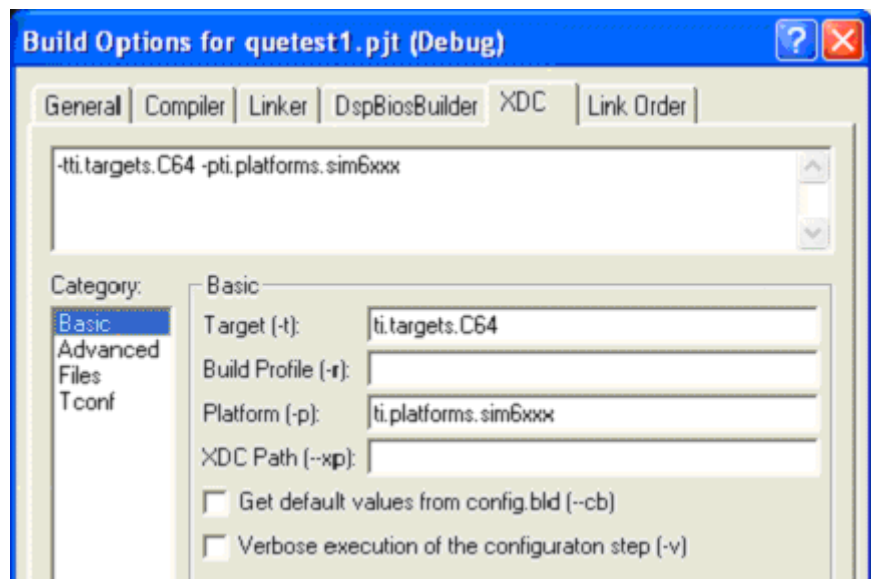 Build Options for quetest1.pjt (Debug)
General Compiler Linker DspBiosBuilder XDC Link Order
-tti.targets.C64 -pti.platforms.sim6xxx
Category:
Basic
Advanced
Files
Tconf
Basic
Target (-t): ti.targets.C64
Build Profile (-r):
Platform (-p): ti.platforms.sim6xxx
XDC Path (--xp):
Get default values from config.bld (--cb)
Verbose execution of the configuraton step (-v)